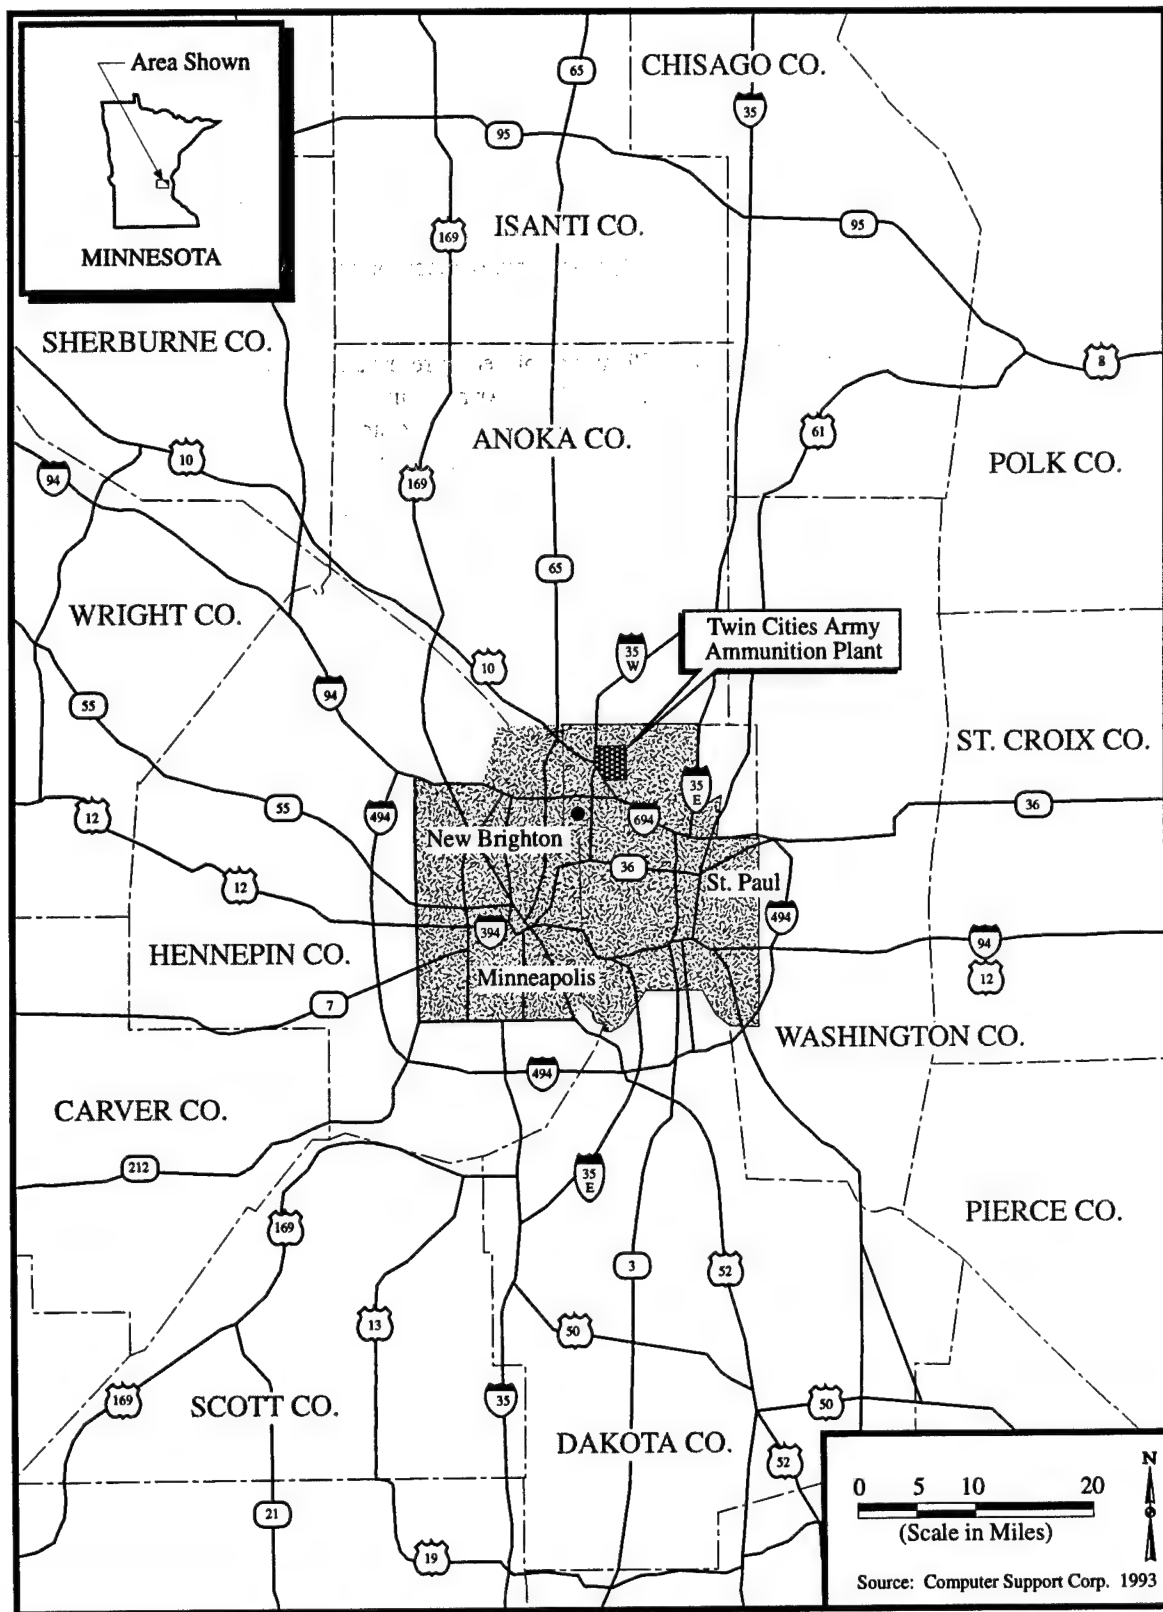 Area Shown
MINNESOTA
CHISAGO CO.
65
35
95
169
ISANTI CO.
95
SHERBURNE CO.
8
61
ANOKA CO.
10
94
169
POLK CO.
65
WRIGHT CO.
Twin Cities Army
Ammunition Plant
35
W
10
94
55
ST. CROIX CO.
35
E
55
36
12
494
694
New Brighton
36
St. Paul
12
394
494
94
HENNEPIN CO.
Minneapolis
12
7
WASHINGTON CO.
494
CARVER CO.
212
35
E
PIERCE CO.
169
3
52
13
50
169
35
50
SCOTT CO.
DAKOTA CO.
52
21
19
N
0 5 10 20
(Scale in Miles)
Source: Computer Support Corp. 1993